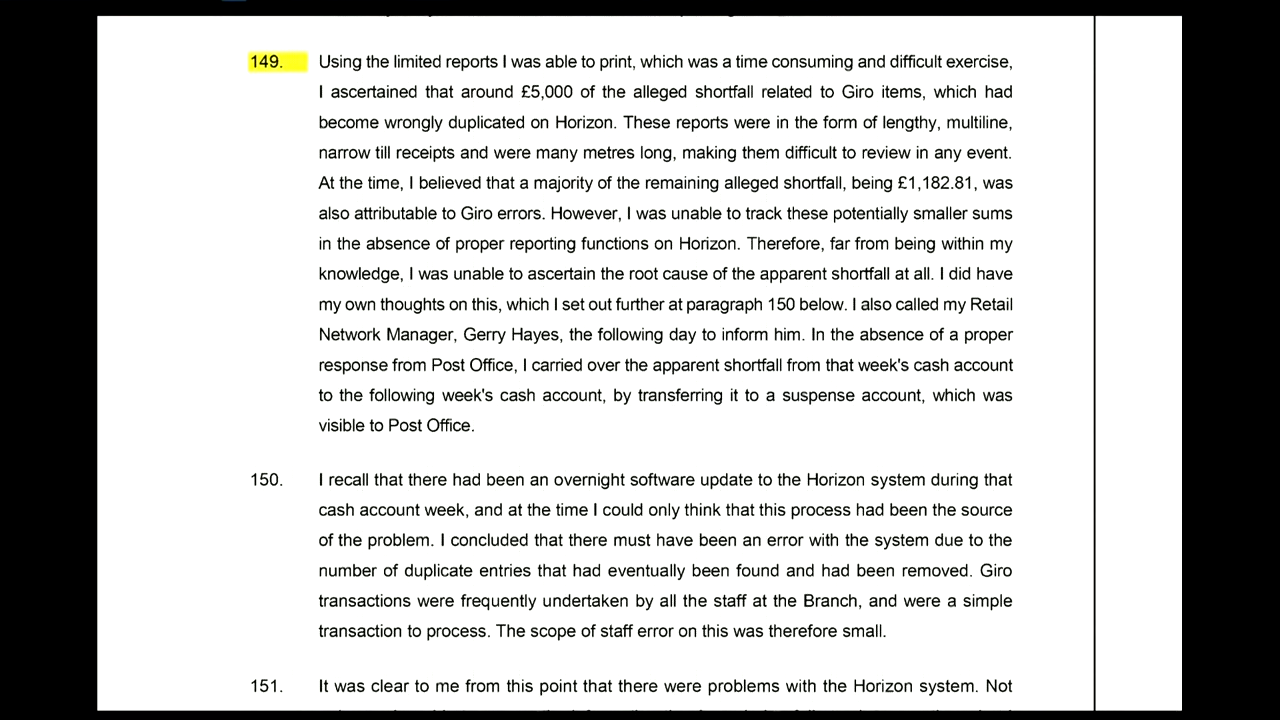 149. Using the limited reports I was able to print, which was a time consuming and difficult exercise,
I ascertained that around £5,000 of the alleged shortfall related to Giro items, which had
become wrongly duplicated on Horizon. These reports were in the form of lengthy, multiline,
narrow till receipts and were many metres long, making them difficult to review in any event.
At the time, I believed that a majority of the remaining alleged shortfall, being £1,182.81, was
also attributable to Giro errors. However, I was unable to track these potentially smaller sums
in the absence of proper reporting functions on Horizon. Therefore, far from being within my
knowledge, I was unable to ascertain the root cause of the apparent shortfall at all. I did have
my own thoughts on this, which I set out further at paragraph 150 below. I also called my Retail
Network Manager, Gerry Hayes, the following day to inform him. In the absence of a proper
response from Post Office, I carried over the apparent shortfall from that week's cash account
to the following week's cash account, by transferring it to a suspense account, which was
visible to Post Office.
150. I recall that there had been an overnight software update to the Horizon system during that
cash account week, and at the time I could only think that this process had been the source
of the problem. I concluded that there must have been an error with the system due to the
number of duplicate entries that had eventually been found and had been removed. Giro
transactions were frequently undertaken by all the staff at the Branch, and were a simple
transaction to process. The scope of staff error on this was therefore small.
151. It was clear to me from this point that there were problems with the Horizon system. Not